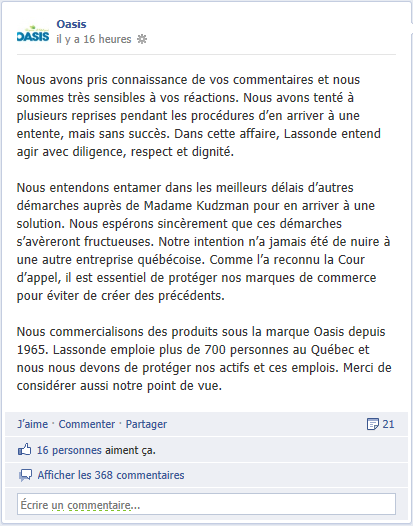 OASIS
Oasis
il y a 16 heures
Nous avons pris connaissance de vos commentaires et nous
sommes très sensibles à vos réactions. Nous avons tenté à
plusieurs reprises pendant les procédures d’en arriver à une
entente, mais sans succès. Dans cette affaire, Lassonde entend
agir avec diligence, respect et dignité.
Nous entendons entamer dans les meilleurs délais d’autres
démarches auprès de Madame Kudzman pour en arriver à une
solution. Nous espérons sincèrement que ces démarches
s’avèreront fructueuses. Notre intention n’a jamais été de nuire à
une autre entreprise québécoise. Comme l’a reconnu la Cour
d’appel, il est essentiel de protéger nos marques de commerce
pour éviter de créer des précédents.
Nous commercialisons des produits sous la marque Oasis depuis
1965. Lassonde emploie plus de 700 personnes au Québec et
nous nous devons de protéger nos actifs et ces emplois. Merci de
considérer aussi notre point de vue.
J’aime · Commenter · Partager 21
16 personnes aiment ça.
Afficher les 368 commentaires
Écrire un commentaire...